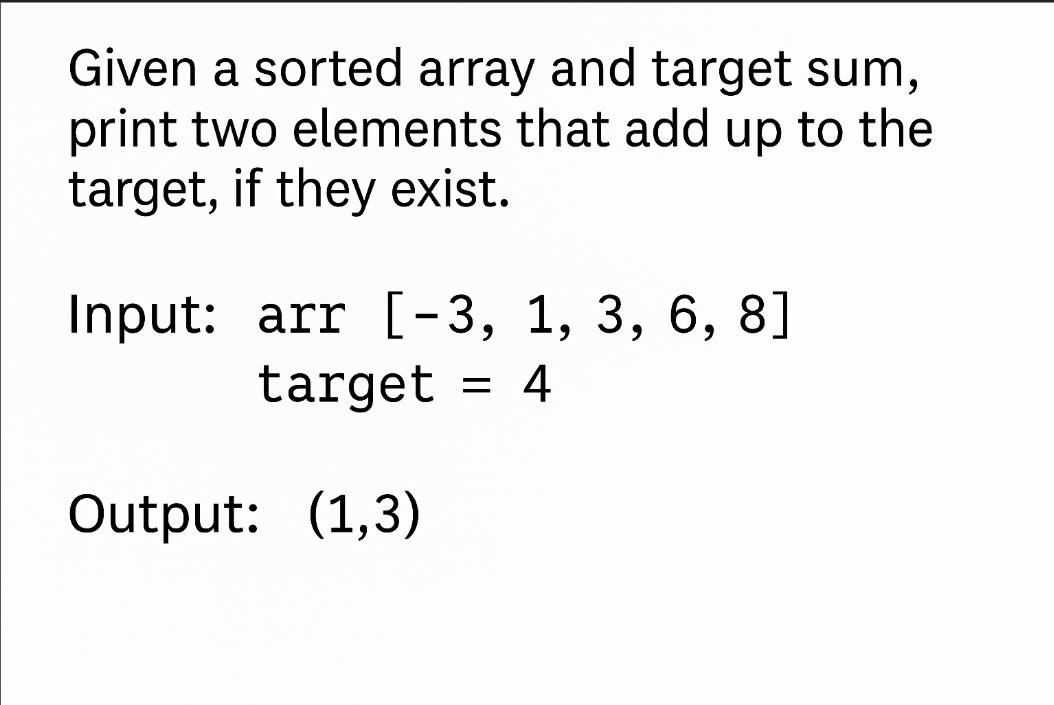 Given a sorted array and target sum,
print two elements that add up to the
target, if they exist.
Input: arr [-3, 1, 3, 6, 8]
target = 4
Output: (1,3)